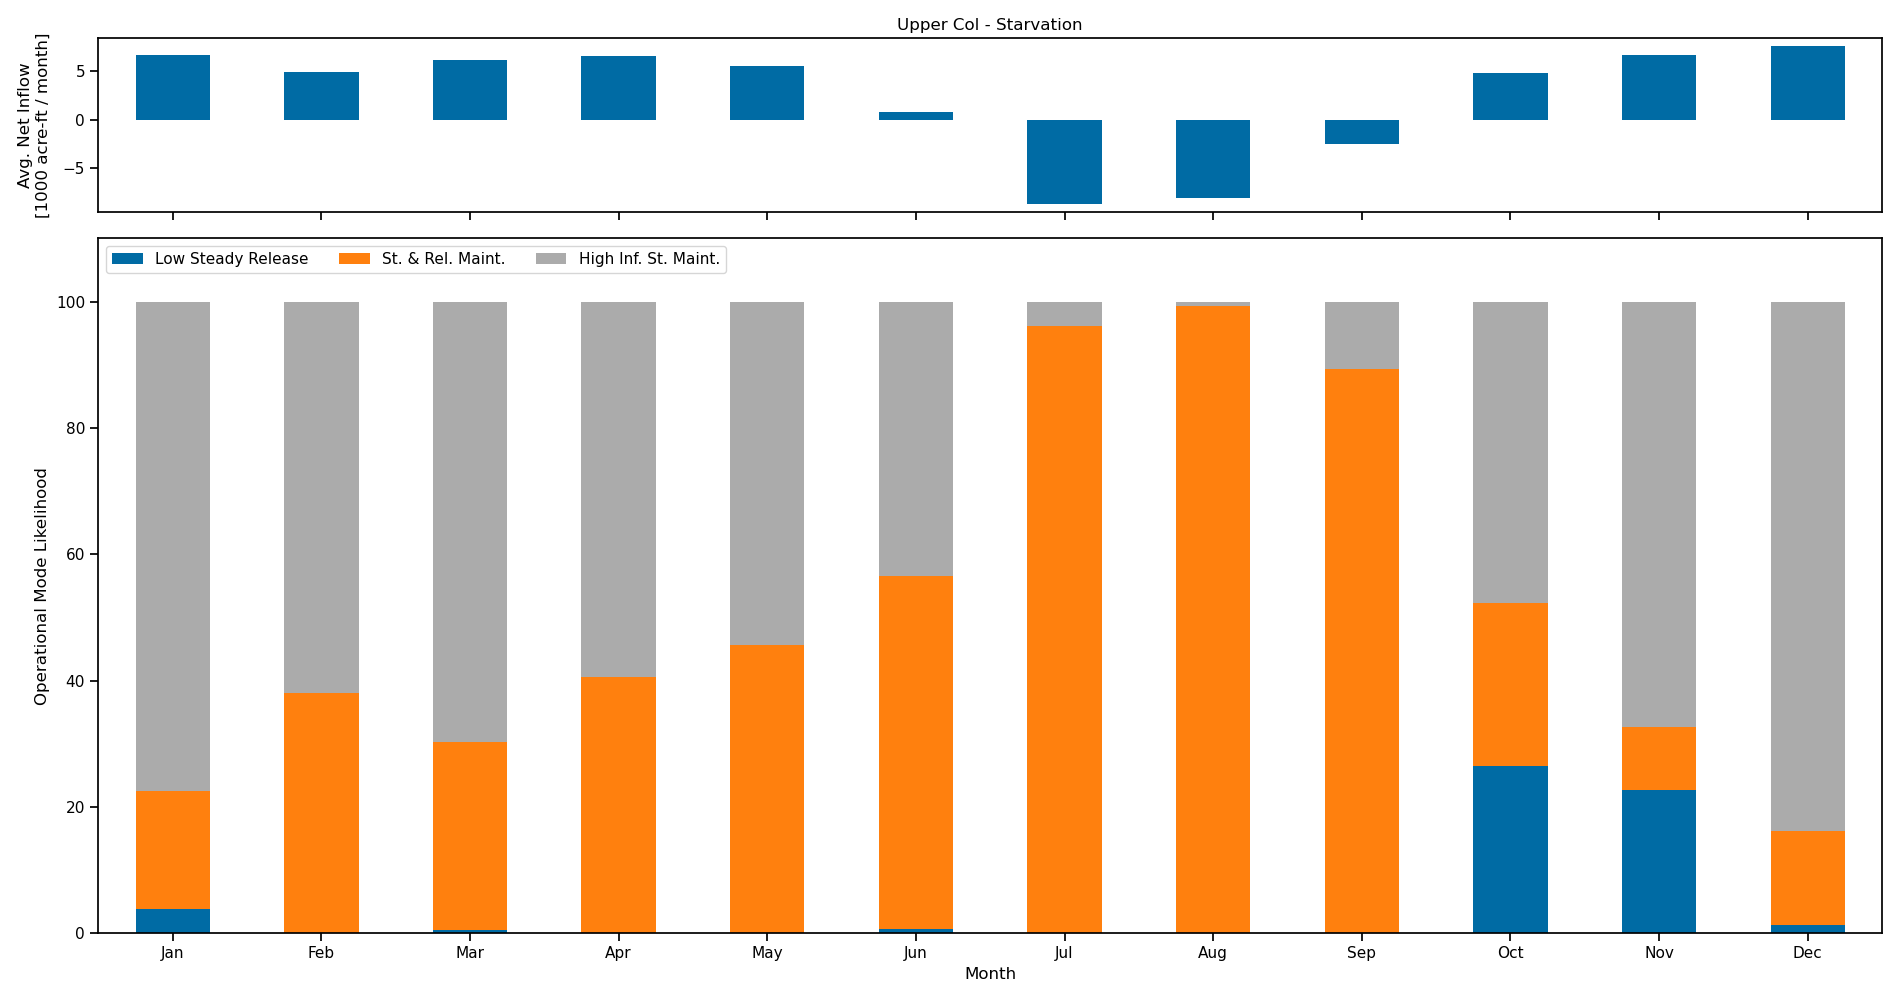 Upper Col - Starvation
Avg. Net Inflow
[1000 acre-ft / month]
5
0
−5
Low Steady Release
St. & Rel. Maint.
High Inf. St. Maint.
Operational Mode Likelihood
100
80
60
40
20
0
Jan Feb Mar Apr May Jun Jul Aug Sep Oct Nov Dec
Month